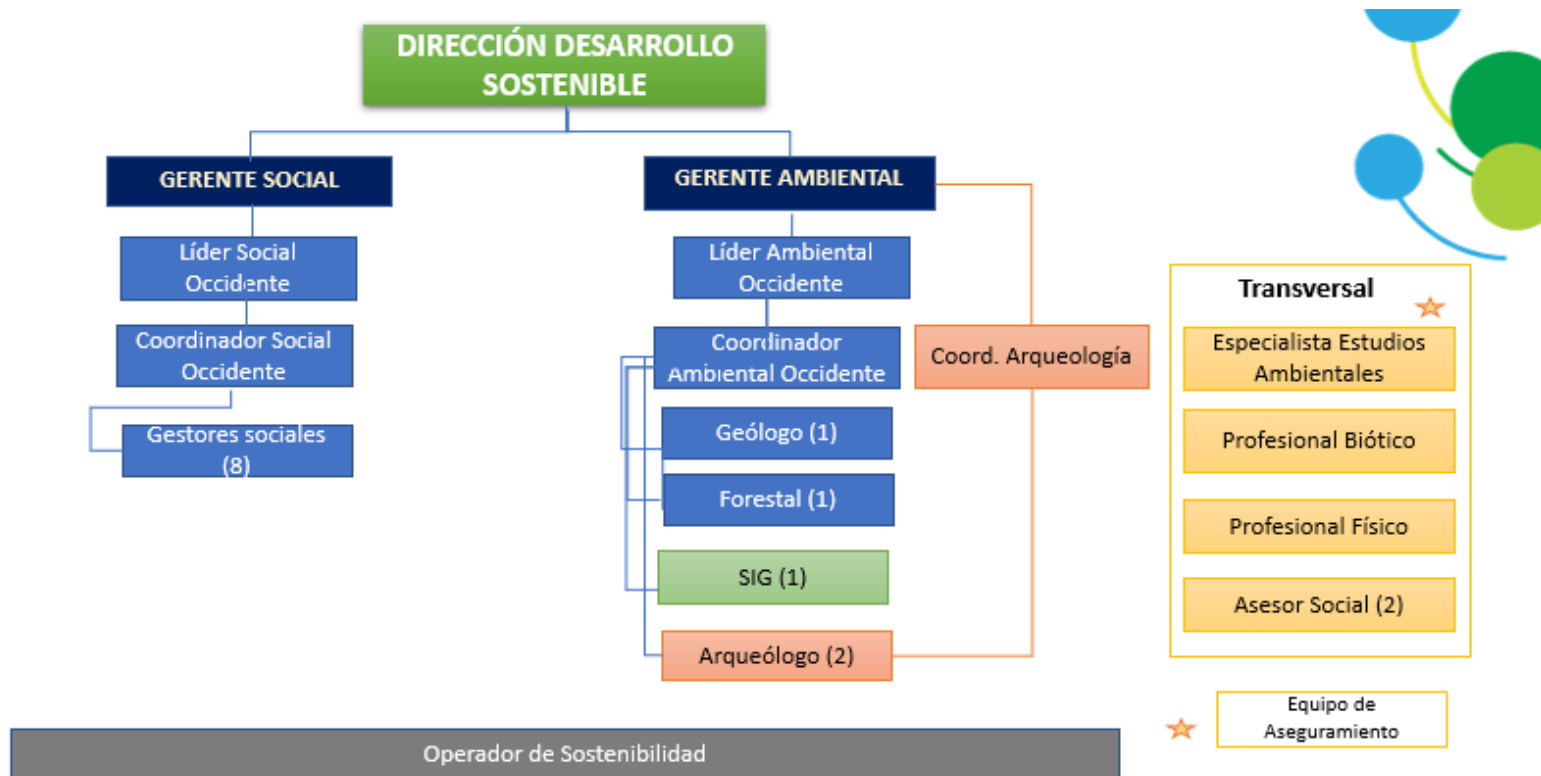 DIRECCIÓN DESARROLLO
SOSTENIBLE
GERENTE SOCIAL
GERENTE AMBIENTAL
Líder Social
Occidente
Líder Ambiental
Occidente
Coordinador Social
Occidente
Coordinador
Ambiental Occidente
Coord. Arqueología
Gestores sociales
(8)
Geólogo (1)
Forestal (1)
SIG (1)
Arqueólogo (2)
Transversal
Especialista Estudios
Ambientales
Profesional Biótico
Profesional Físico
Asesor Social (2)
Equipo de
Aseguramiento
Operador de Sostenibilidad